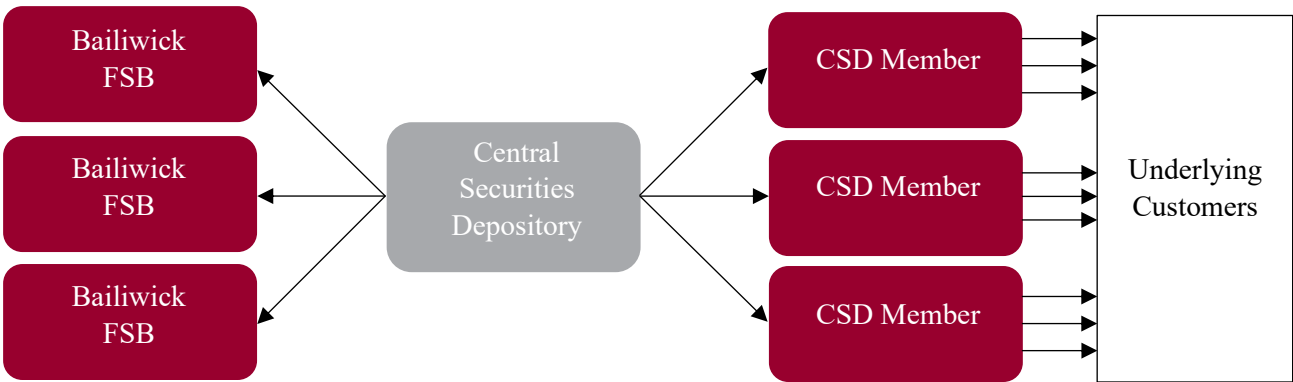 Bailiwick
FSB
Bailiwick
FSB
Bailiwick
FSB
Central
Securities
Depository
CSD Member
CSD Member
CSD Member
Underlying
Customers